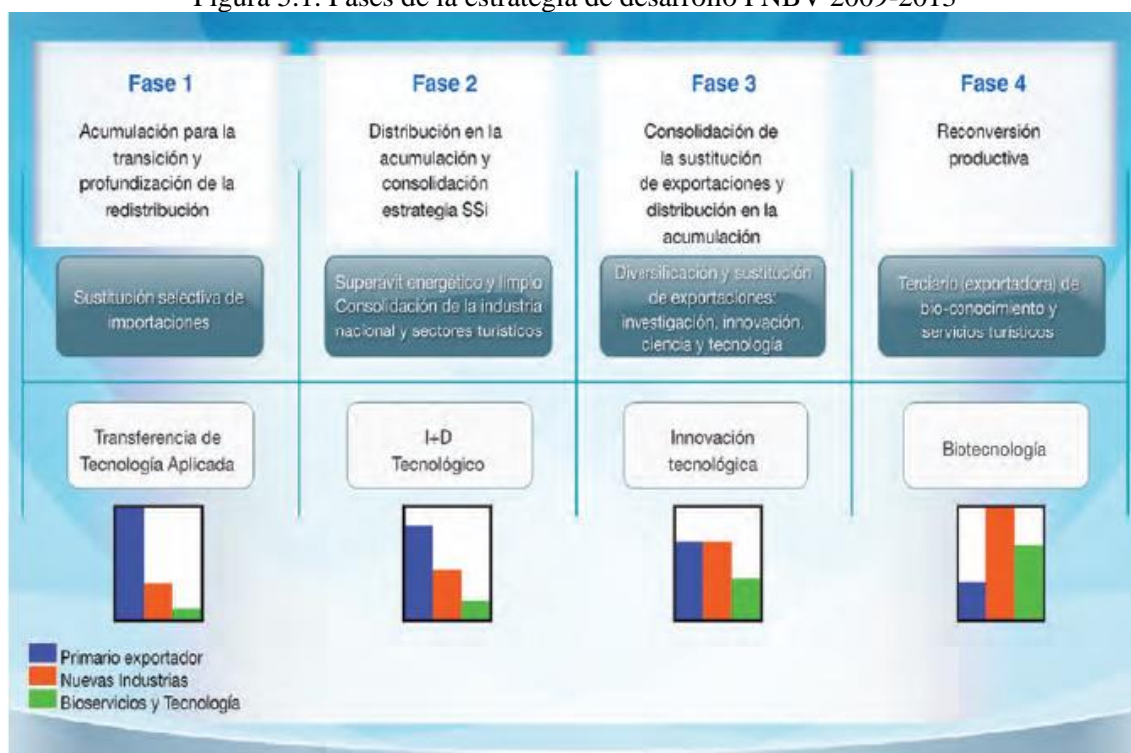 Figura 5.1. Fases de la estrategia de desarrollo PNBV 2009-2013
Fase 1
Acumulación para la
transición y
profundización de la
redistribución
Sustitución selectiva de
importaciones
Transferencia de
Tecnología Aplicada
Fase 2
Distribución en la
acumulación y
consolidación
estrategia SSi
Superavit energético y limpio
Consolidación de la industria
nacional y sectores turísticos
I+D
Tecnológico
Fase 3
Consolidación de
la sustitución
de exportaciones y
distribución en la
acumulación
Diversificación y sustitución
de exportaciones:
investigación, innovación,
ciencia y tecnología
Innovación
tecnológica
Fase 4
Reconversión
productiva
Terciario (exportadora) de
bio-conocimiento y
servicios turísticos
Biotecnología
Primario exportador
Nuevas Industrias
Bioservicios y Tecnología